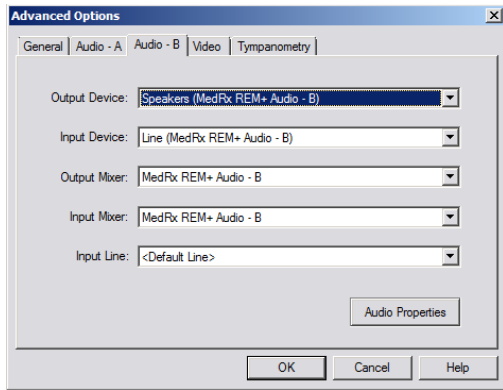 Advanced Options
General Audio - A Audio - B Video Tympanometry
Output Device: Speakers (MedRx REM+ Audio - B)
Input Device: Line (MedRx REM+ Audio - B)
Output Mixer: MedRx REM+ Audio - B
Input Mixer: MedRx REM+ Audio - B
Input Line: <Default Line>
Audio Properties
OK Cancel Help